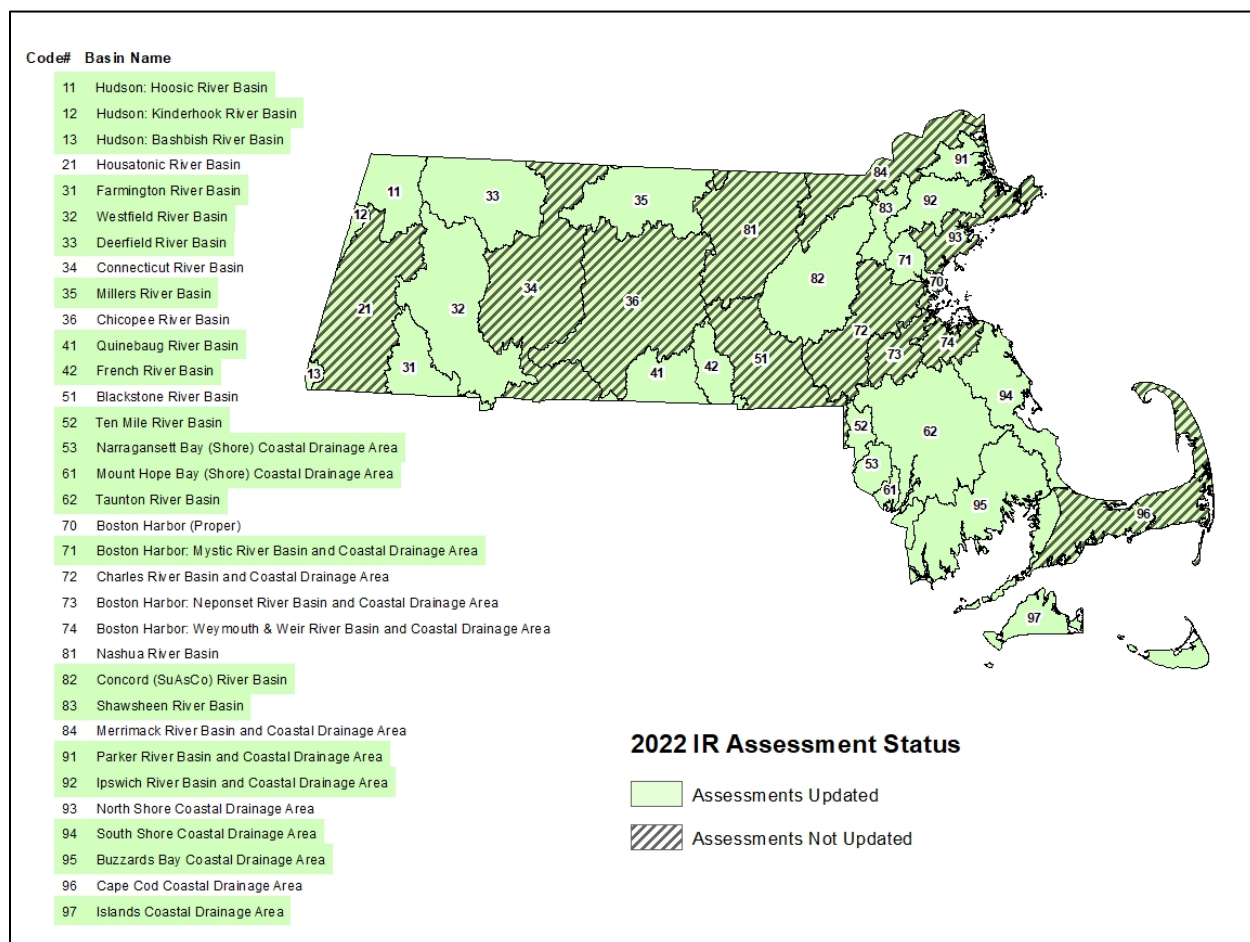 Code# Basin Name
11 Hudson: Hoosic River Basin
12 Hudson: Kinderhook River Basin
13 Hudson: Bashbish River Basin
21 Housatonic River Basin
31 Farmington River Basin
32 Westfield River Basin
33 Deerfield River Basin
34 Connecticut River Basin
35 Millers River Basin
36 Chicopee River Basin
41 Quinebaug River Basin
42 French River Basin
51 Blackstone River Basin
52 Ten Mile River Basin
53 Narragansett Bay (Shore) Coastal Drainage Area
61 Mount Hope Bay (Shore) Coastal Drainage Area
62 Taunton River Basin
70 Boston Harbor (Proper)
71 Boston Harbor: Mystic River Basin and Coastal Drainage Area
72 Charles River Basin and Coastal Drainage Area
73 Boston Harbor: Neponset River Basin and Coastal Drainage Area
74 Boston Harbor: Weymouth & Weir River Basin and Coastal Drainage Area
81 Nashua River Basin
82 Concord (SuAsCo) River Basin
83 Shawsheen River Basin
84 Merrimack River Basin and Coastal Drainage Area
91 Parker River Basin and Coastal Drainage Area
92 Ipswich River Basin and Coastal Drainage Area
93 North Shore Coastal Drainage Area
94 South Shore Coastal Drainage Area
95 Buzzards Bay Coastal Drainage Area
96 Cape Cod Coastal Drainage Area
97 Islands Coastal Drainage Area
91
84
11
33
35
92
83
12
81
93
71
82
70
34
36
21
32
72
74
73
51
31
41
42
13
94
52
62
53
61
95
96
97
2022 IR Assessment Status
Assessments Updated
Assessments Not Updated